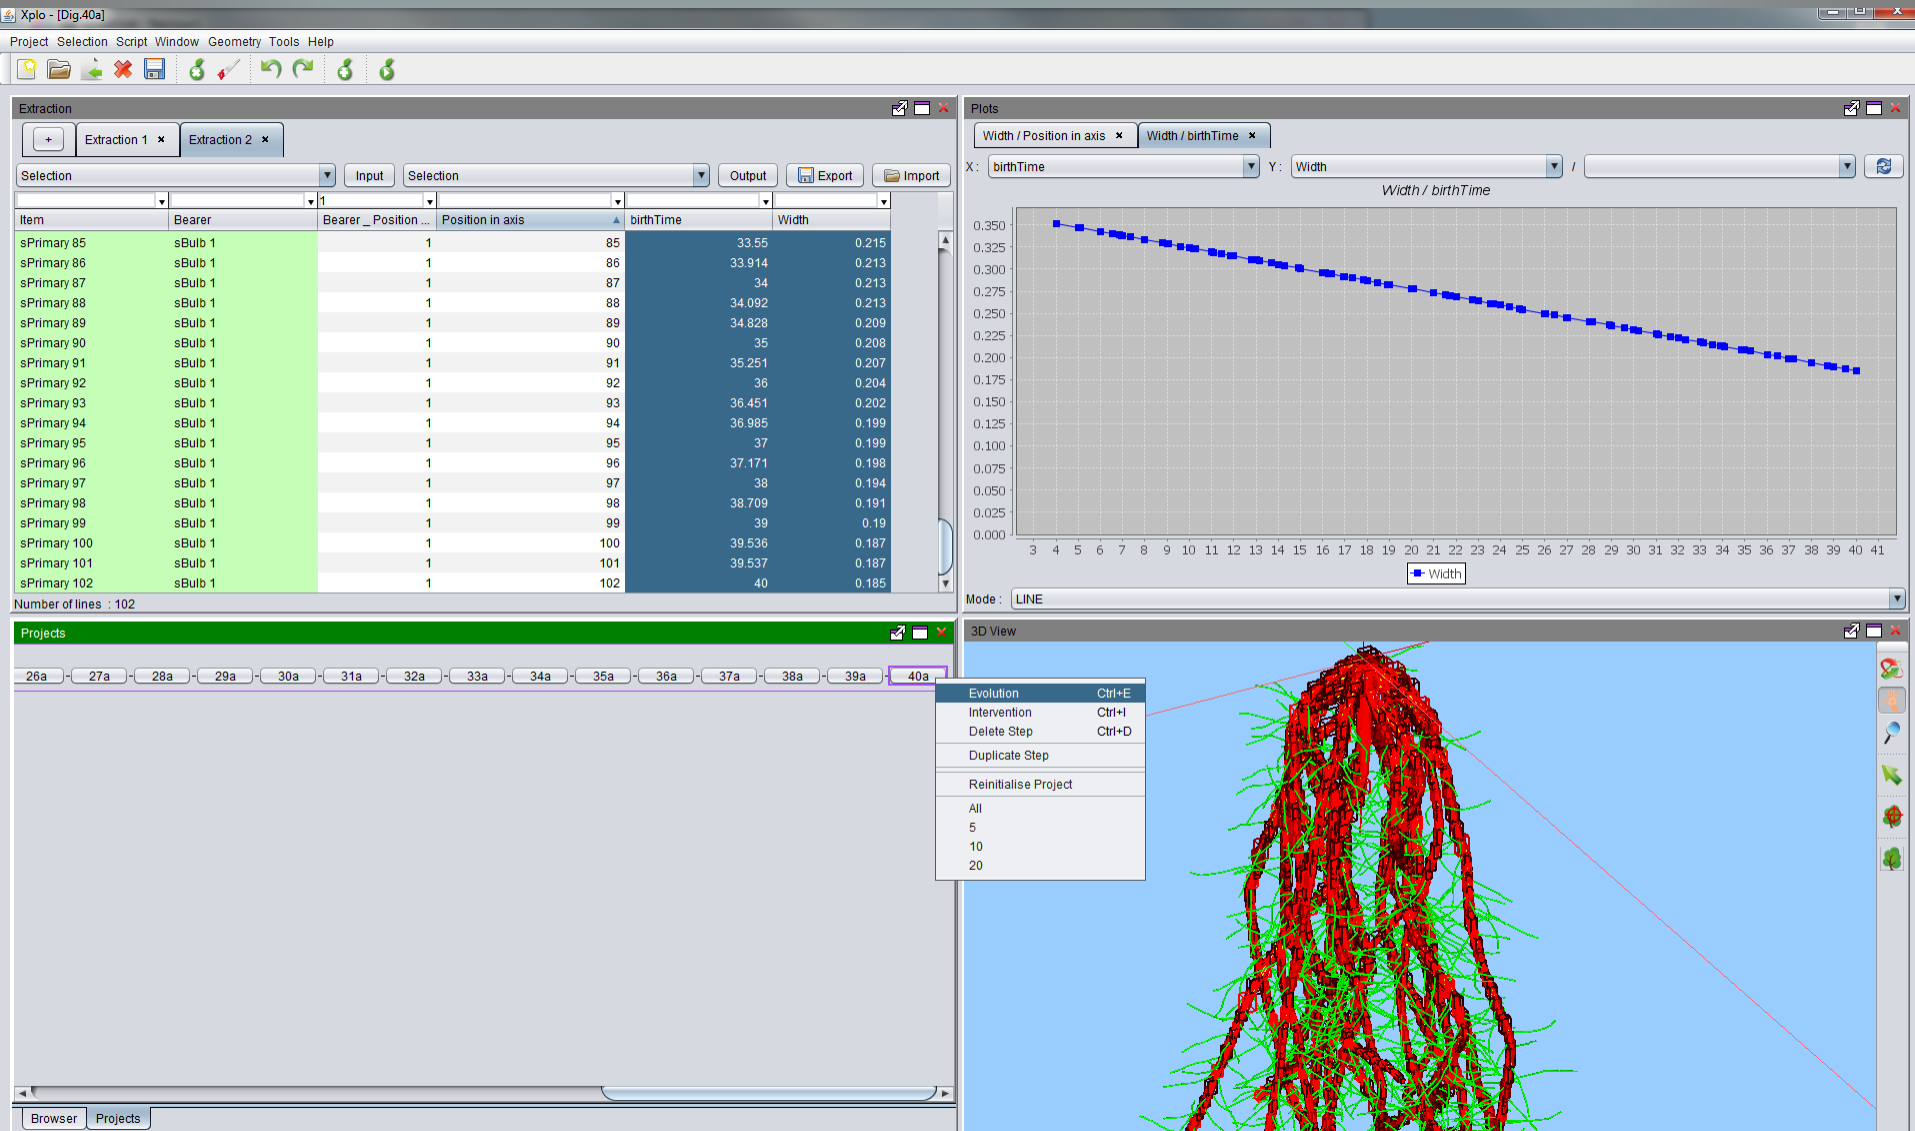 Xplo - [Dig.40a]
Project Selection Script Window Geometry Tools Help
Extraction
+ Extraction 1 × Extraction 2 ×
Selection Input Selection Output Export Import
1
Item Bearer Bearer _ Position ... Position in axis birthTime Width
sPrimary 85 sBulb 1 1 85 33.55 0.215
sPrimary 86 sBulb 1 1 86 33.914 0.213
sPrimary 87 sBulb 1 1 87 34 0.213
sPrimary 88 sBulb 1 1 88 34.092 0.213
sPrimary 89 sBulb 1 1 89 34.828 0.209
sPrimary 90 sBulb 1 1 90 35 0.208
sPrimary 91 sBulb 1 1 91 35.251 0.207
sPrimary 92 sBulb 1 1 92 36 0.204
sPrimary 93 sBulb 1 1 93 36.451 0.202
sPrimary 94 sBulb 1 1 94 36.985 0.199
sPrimary 95 sBulb 1 1 95 37 0.199
sPrimary 96 sBulb 1 1 96 37.171 0.198
sPrimary 97 sBulb 1 1 97 38 0.194
sPrimary 98 sBulb 1 1 98 38.709 0.191
sPrimary 99 sBulb 1 1 99 39 0.19
sPrimary 100 sBulb 1 1 100 39.536 0.187
sPrimary 101 sBulb 1 1 101 39.537 0.187
sPrimary 102 sBulb 1 1 102 40 0.185
Number of lines : 102
Plots
Width / Position in axis × Width / birthTime ×
X : birthTime Y : Width /
Width / birthTime
0.350
0.325
0.300
0.275
0.250
0.225
0.200
0.175
0.150
0.125
0.100
0.075
0.050
0.025
0.000
3 4 5 6 7 8 9 10 11 12 13 14 15 16 17 18 19 20 21 22 23 24 25 26 27 28 29 30 31 32 33 34 35 36 37 38 39 40 41
Width
Mode : LINE
Projects
26a 27a 28a 29a 30a 31a 32a 33a 34a 35a 36a 37a 38a 39a 40a
Evolution Ctrl+E
Intervention Ctrl+I
Delete Step Ctrl+D
Duplicate Step
Reinitialise Project
All
5
10
20
3D View
Browser Projects